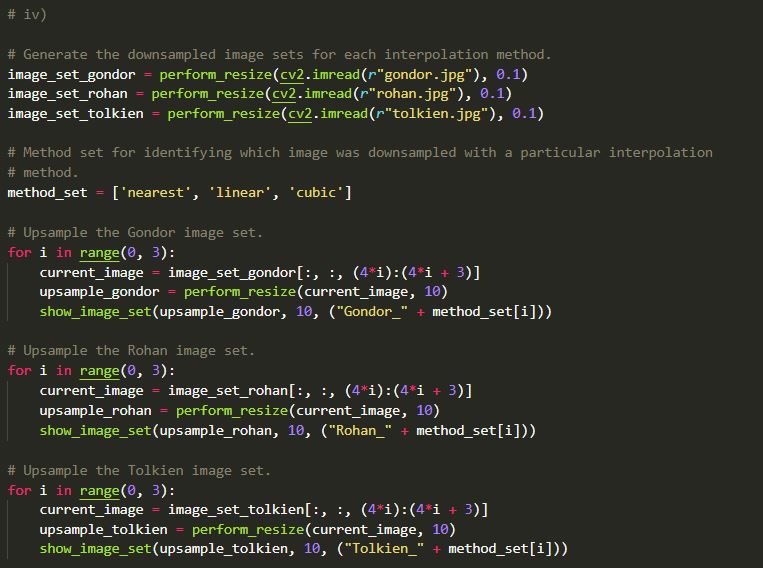 # iv)
# Generate the downsampled image sets for each interpolation method.
image_set_gondor = perform_resize(cv2.imread(r"gondor.jpg"), 0.1)
image_set_rohan = perform_resize(cv2.imread(r"rohan.jpg"), 0.1)
image_set_tolkien = perform_resize(cv2.imread(r"tolkien.jpg"), 0.1)
# Method set for identifying which image was downsampled with a particular interpolation
# method.
method_set = ['nearest', 'linear', 'cubic']
# Upsample the Gondor image set.
for i in range(0, 3):
    current_image = image_set_gondor[:, :, (4*i):(4*i + 3)]
    upsample_gondor = perform_resize(current_image, 10)
    show_image_set(upsample_gondor, 10, ("Gondor_" + method_set[i]))
# Upsample the Rohan image set.
for i in range(0, 3):
    current_image = image_set_rohan[:, :, (4*i):(4*i + 3)]
    upsample_rohan = perform_resize(current_image, 10)
    show_image_set(upsample_rohan, 10, ("Rohan_" + method_set[i]))
# Upsample the Tolkien image set.
for i in range(0, 3):
    current_image = image_set_tolkien[:, :, (4*i):(4*i + 3)]
    upsample_tolkien = perform_resize(current_image, 10)
    show_image_set(upsample_tolkien, 10, ("Tolkien_" + method_set[i]))